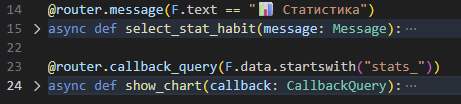 14 @router.message(F.text == "📊 Статистика")
15 > async def select_stat_habit(message: Message):···
23 @router.callback_query(F.data.startswith("stats_"))
24 > async def show_chart(callback: CallbackQuery):···